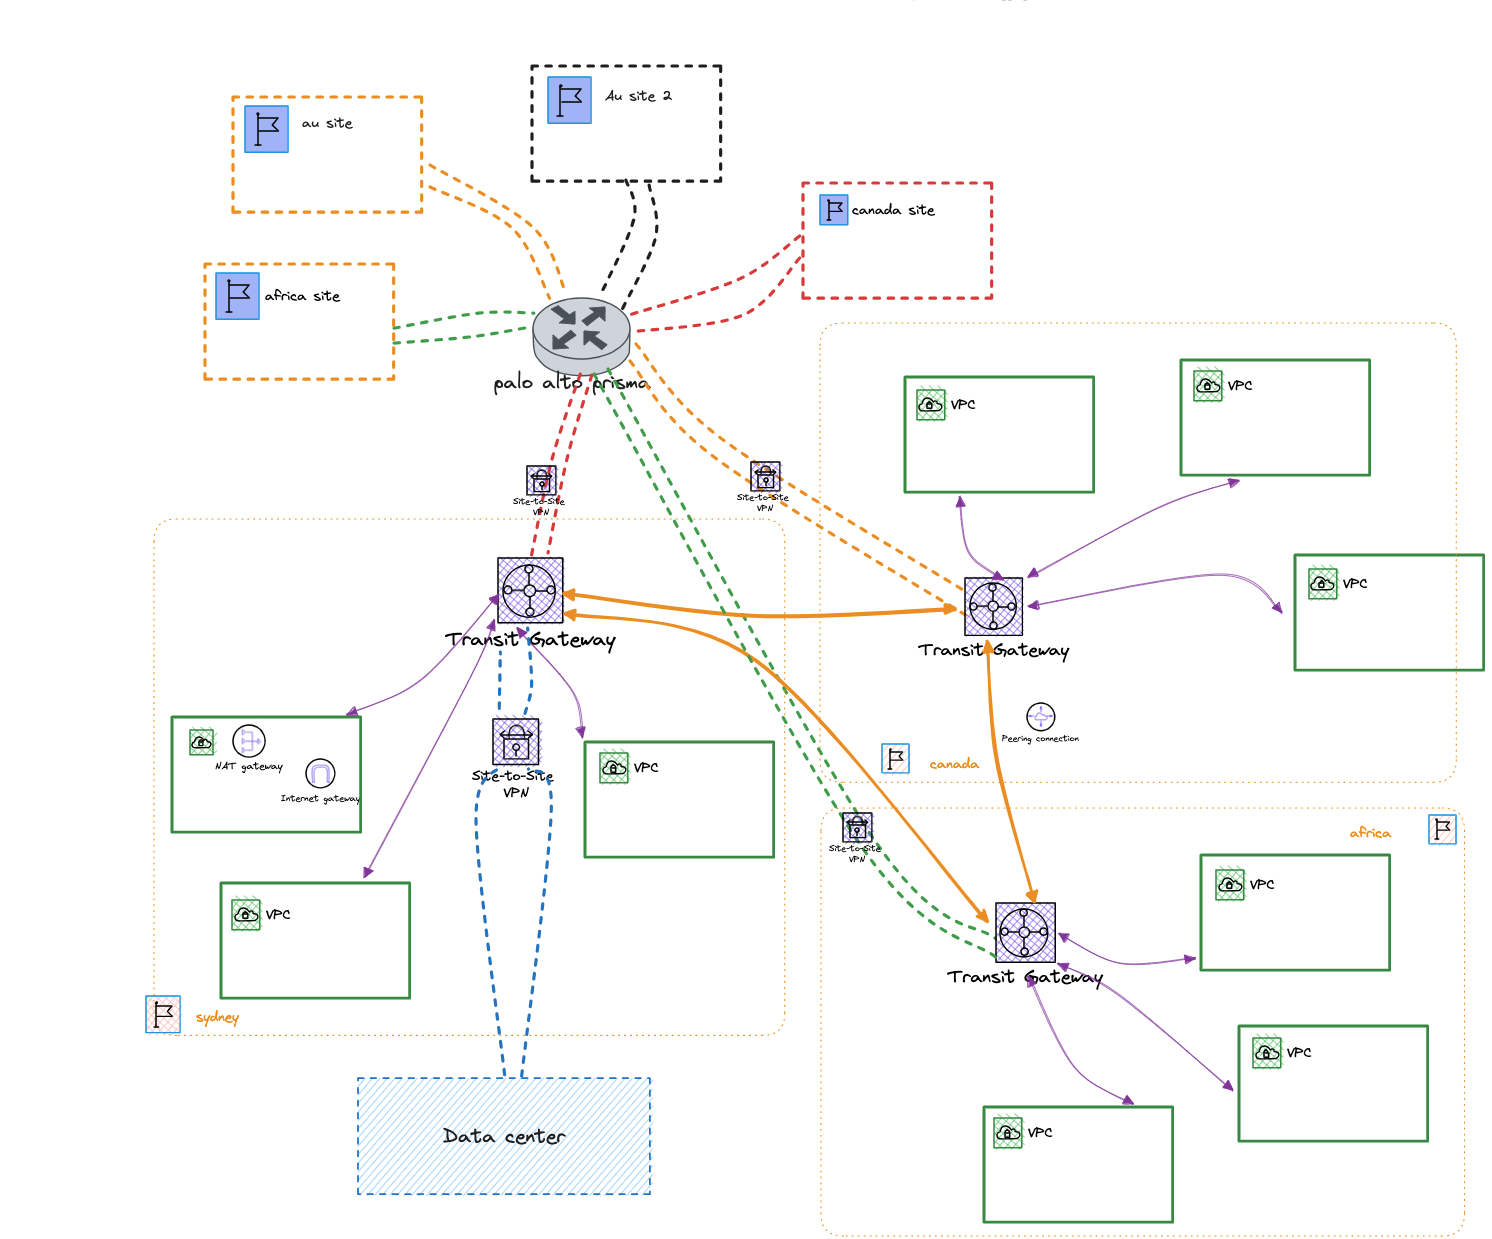 Au site 2
au site
canada site
africa site
palo alto prisma
VPC
VPC
Site-to-Site
VPN
Site-to-Site
VPN
VPC
Transit Gateway
Transit Gateway
Peering connection
canada
NAT gateway
Internet gateway
Site-to-Site
VPN
VPC
VPC
sydney
africa
Site-to-Site
VPN
VPC
Transit Gateway
VPC
VPC
Data center